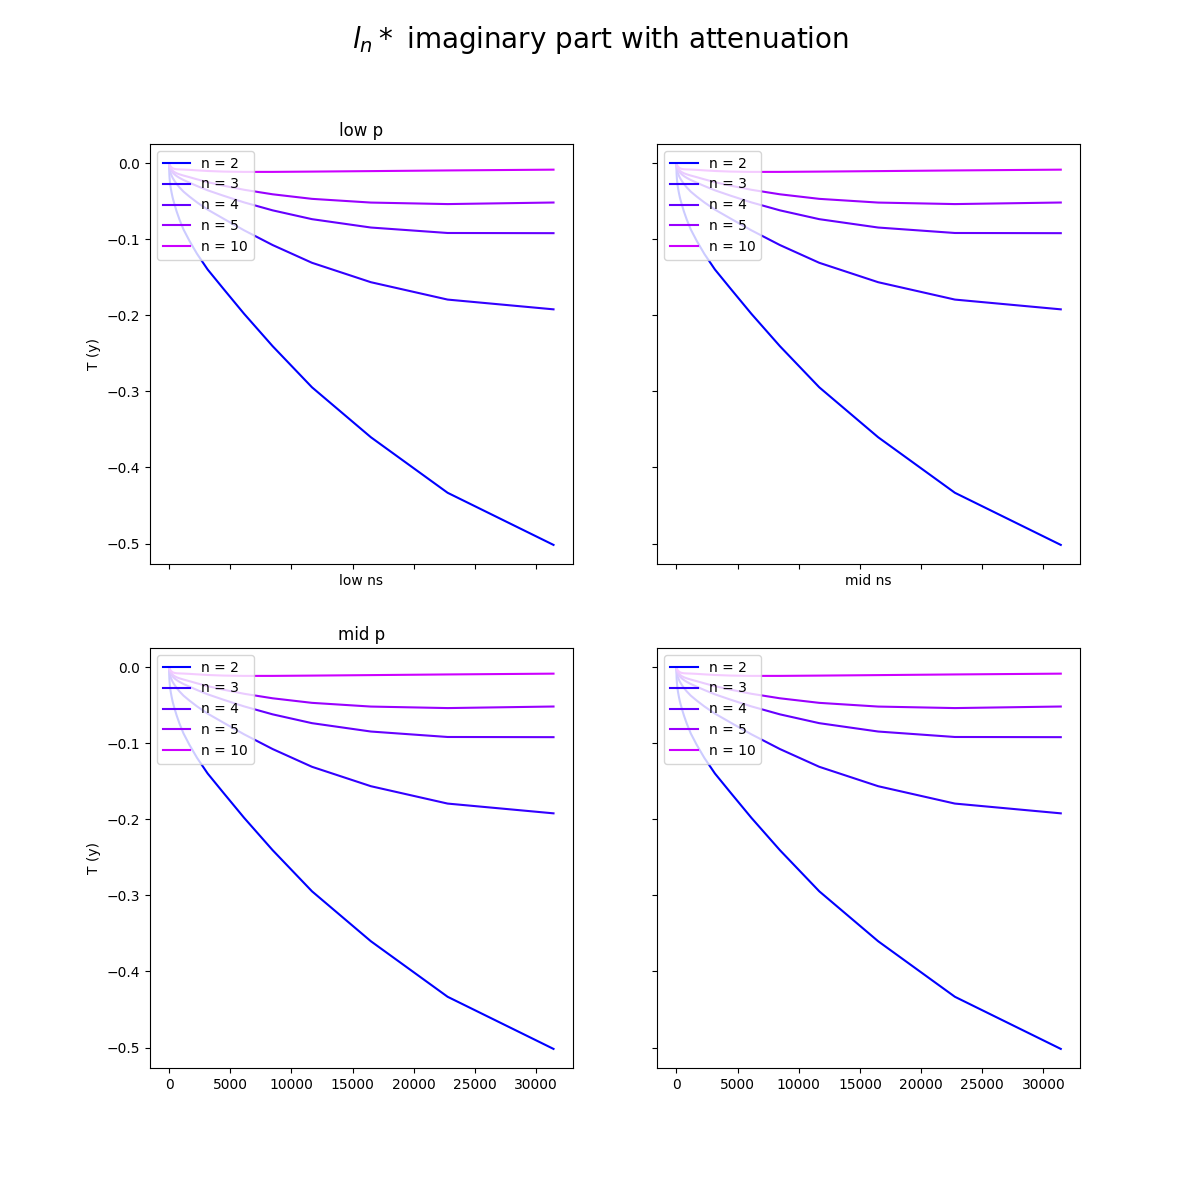 l_n * imaginary part with attenuation
low p
n = 2
n = 3
n = 4
n = 5
n = 10
0.0
−0.1
−0.2
−0.3
−0.4
−0.5
T (y)
low ns
n = 2
n = 3
n = 4
n = 5
n = 10
mid ns
mid p
n = 2
n = 3
n = 4
n = 5
n = 10
0.0
−0.1
−0.2
−0.3
−0.4
−0.5
T (y)
0 5000 10000 15000 20000 25000 30000
n = 2
n = 3
n = 4
n = 5
n = 10
0 5000 10000 15000 20000 25000 30000